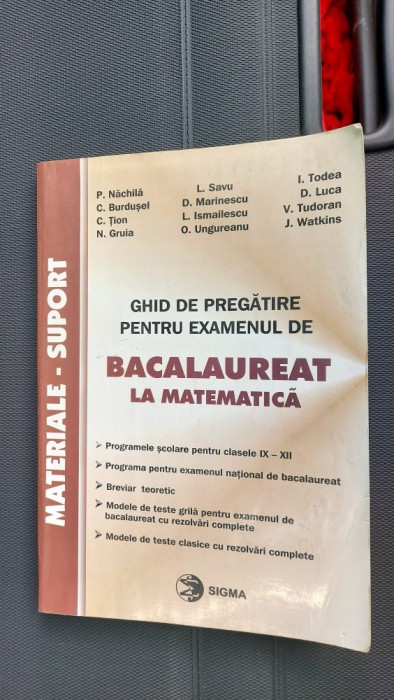 P. Năchilă
C. Burdușel
C. Țion
N. Gruia
L. Savu
D. Marinescu
L. Ismailescu
O. Ungureanu
I. Todea
D. Luca
V. Tudoran
J. Watkins
MATERIALE - SUPORT
GHID DE PREGĂTIRE
PENTRU EXAMENUL DE
BACALAUREAT
LA MATEMATICĂ
➢ Programele școlare pentru clasele IX – XII
➢ Programa pentru examenul național de bacalaureat
➢ Breviar teoretic
➢ Modele de teste grilă pentru examenul de
bacalaureat cu rezolvări complete
➢ Modele de teste clasice cu rezolvări complete
SIGMA